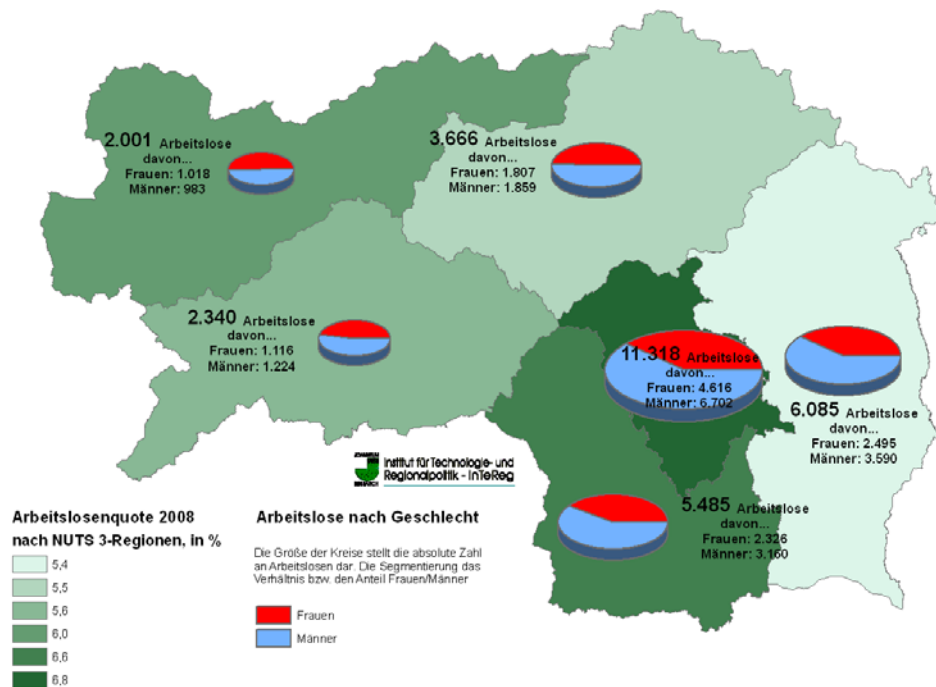 2.001 Arbeitslose
davon...
Frauen: 1.018
Männer: 983
3.666 Arbeitslose
davon...
Frauen: 1.807
Männer: 1.859
2.340 Arbeitslose
davon...
Frauen: 1.116
Männer: 1.224
11.318 Arbeitslose
davon...
Frauen: 4.616
Männer: 6.702
6.085 Arbeitslose
davon...
Frauen: 2.495
Männer: 3.590
5.485 Arbeitslose
davon...
Frauen: 2.326
Männer: 3.160
JOANNEUM
RESEARCH
Institut für Technologie- und
Regionalpolitik - InTeReg
Arbeitslosenquote 2008
nach NUTS 3-Regionen, in %
5,4
5,5
5,6
6,0
6,6
6,8
Arbeitslose nach Geschlecht
Die Größe der Kreise stellt die absolute Zahl
an Arbeitslosen dar. Die Segmentierung das
Verhältnis bzw. den Anteil Frauen/Männer
Frauen
Männer